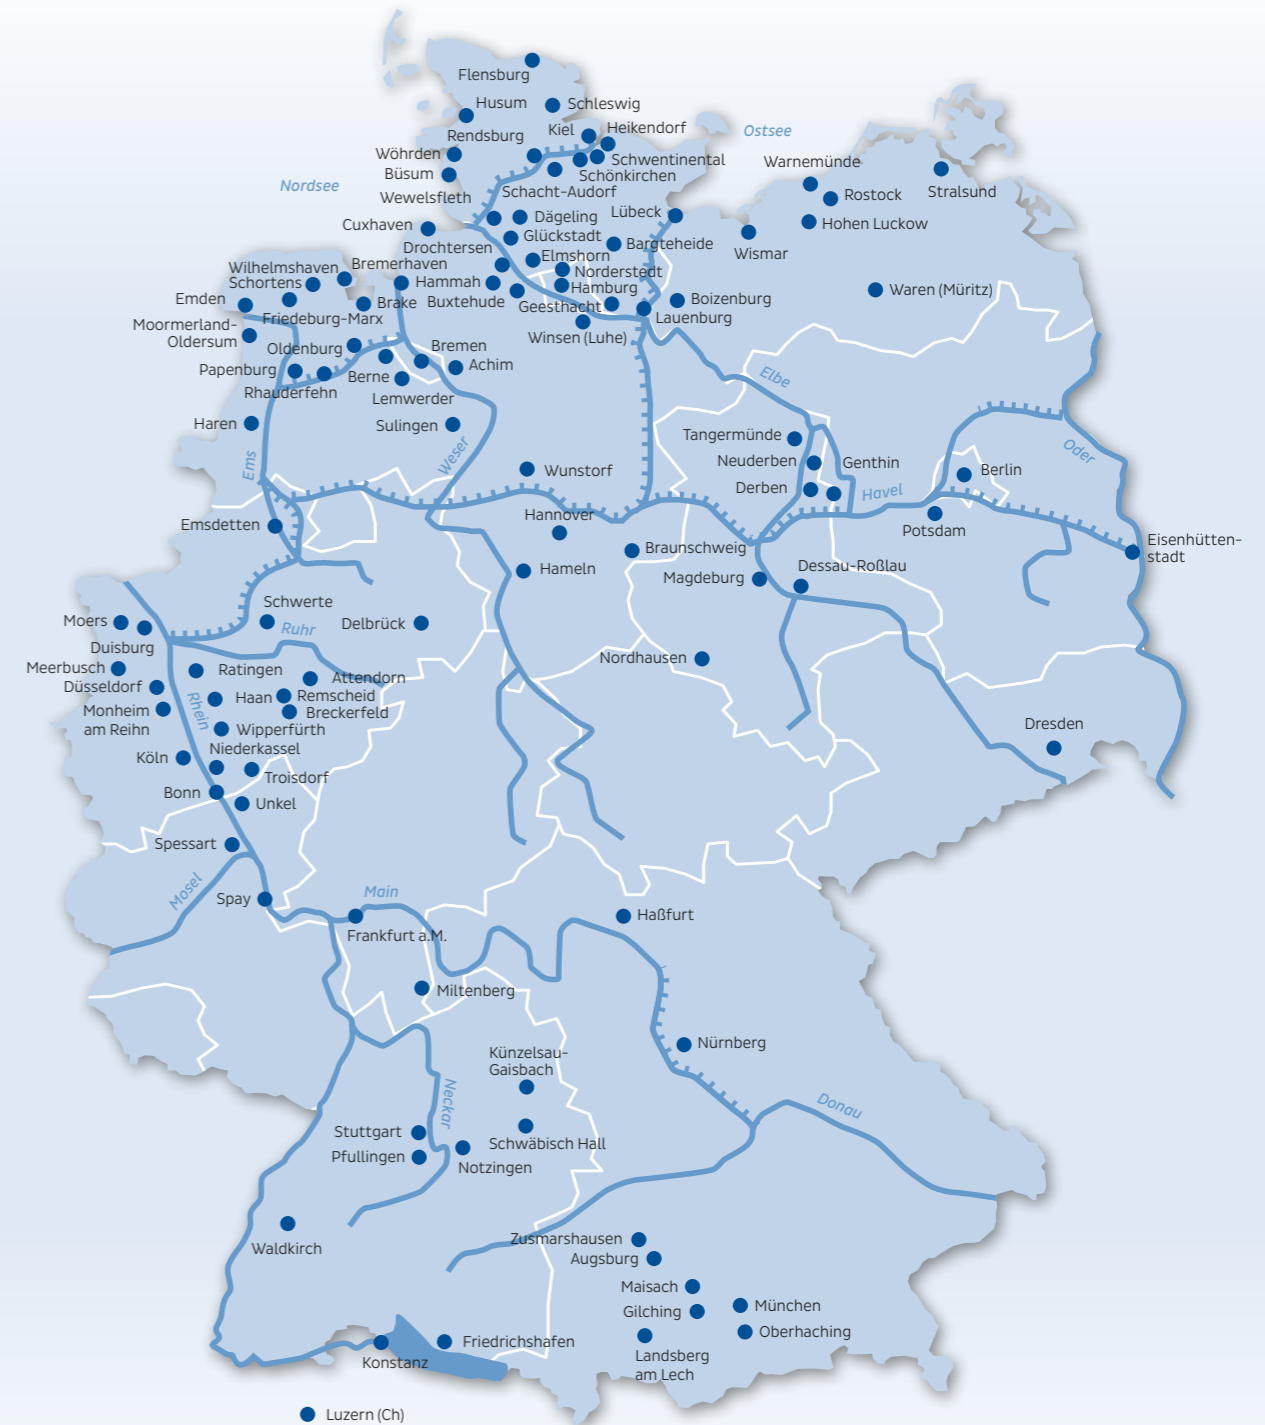 Flensburg
Husum
Schleswig
Rendsburg
Kiel
Heikendorf
Ostsee
Wöhrden
Schwentinental
Warnemünde
Büsum
Schönkirchen
Nordsee
Schacht-Audorf
Rostock
Stralsund
Wewelsfleth
Cuxhaven
Dägeling
Lübeck
Hohen Luckow
Drochtersen
Glückstadt
Bargteheide
Wismar
Elmshorn
Wilhelmshaven
Bremerhaven
Norderstedt
Schortens
Hammah
Hamburg
Waren (Müritz)
Emden
Brake
Buxtehude
Geesthacht
Boizenburg
Friedeburg-Marx
Lauenburg
Moormerland-
Oldersum
Winsen (Luhe)
Oldenburg
Bremen
Achim
Papenburg
Berne
Elbe
Rhauderfehn
Lemwerder
Haren
Sulingen
Tangermünde
Oder
Ems
Weser
Wunstorf
Neuderben
Genthin
Berlin
Derben
Havel
Emsdetten
Hannover
Potsdam
Eisenhütten-
stadt
Braunschweig
Hameln
Magdeburg
Dessau-Roßlau
Schwerte
Moers
Ruhr
Delbrück
Duisburg
Nordhausen
Meerbusch
Ratingen
Attendorn
Düsseldorf
Rhein
Haan
Remscheid
Monheim
am Reihn
Breckerfeld
Wipperfürth
Dresden
Niederkassel
Köln
Troisdorf
Bonn
Unkel
Spessart
Mosel
Spay
Main
Haßfurt
Frankfurt a.M.
Miltenberg
Nürnberg
Künzelsau-
Gaisbach
Neckar
Donau
Stuttgart
Schwäbisch Hall
Pfullingen
Notzingen
Waldkirch
Zusmarshausen
Augsburg
Maisach
München
Gilching
Oberhaching
Friedrichshafen
Konstanz
Landsberg
am Lech
Luzern (Ch)